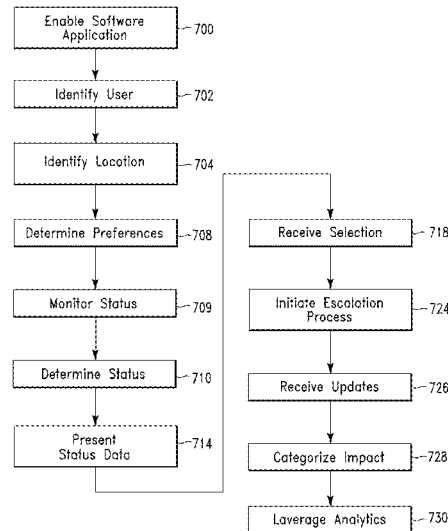 Enable Software
Application
700
Identify User
702
Identify Location
704
Determine Preferences
708
Monitor Status
709
Determine Status
710
Present
Status Data
714
Receive Selection
718
Initiate Escalation
Process
724
Receive Updates
726
Categorize Impact
728
Laverage Analytics
730